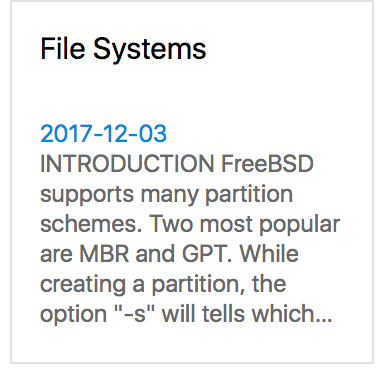 File Systems
2017-12-03
INTRODUCTION FreeBSD
supports many partition
schemes. Two most popular
are MBR and GPT. While
creating a partition, the
option "-s" will tells which...